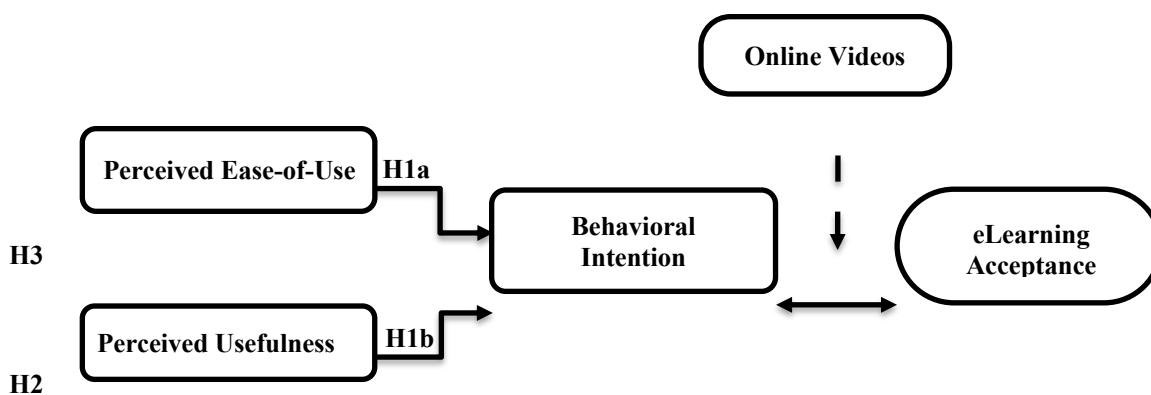 Online Videos
Perceived Ease-of-Use
H1a
Behavioral
Intention
eLearning
Acceptance
H3
Perceived Usefulness
H1b
H2